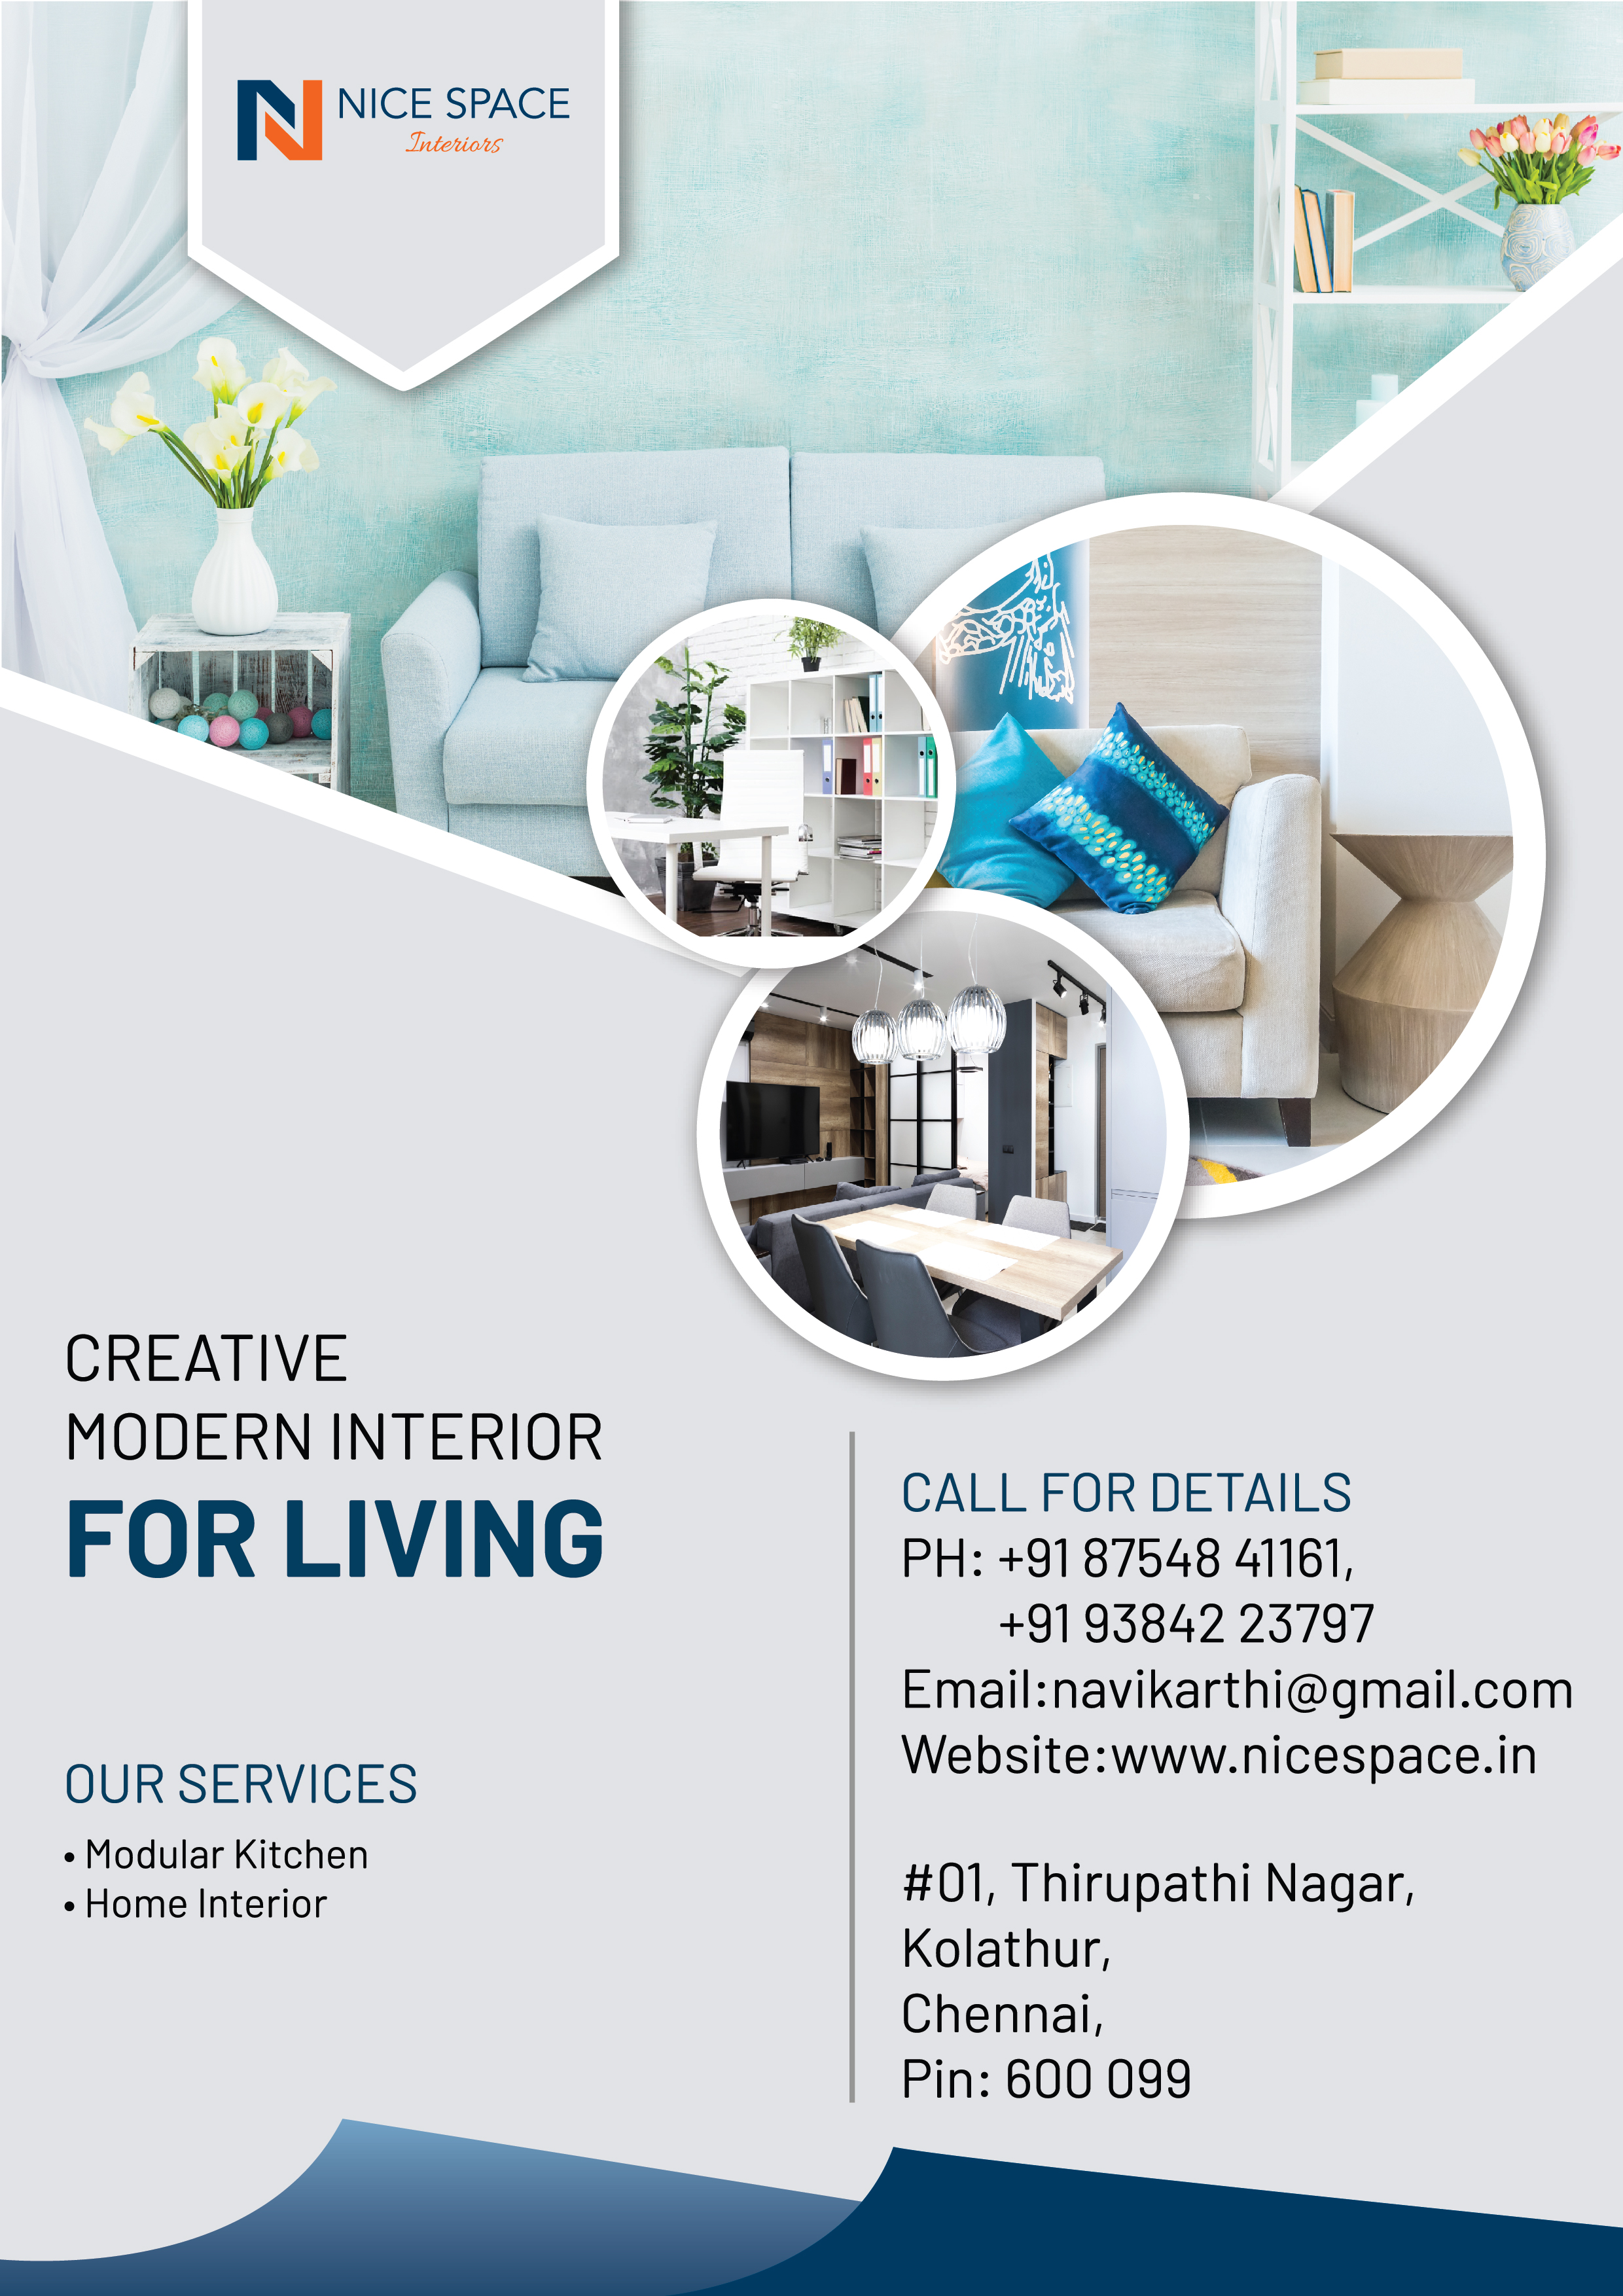 NICE SPACE
Interiors
CREATIVE
MODERN INTERIOR
FOR LIVING
OUR SERVICES
• Modular Kitchen
• Home Interior
CALL FOR DETAILS
PH: +91 87548 41161,
+91 93842 23797
Email:navikarthi@gmail.com
Website:www.nicespace.in
#01, Thirupathi Nagar,
Kolathur,
Chennai,
Pin: 600 099